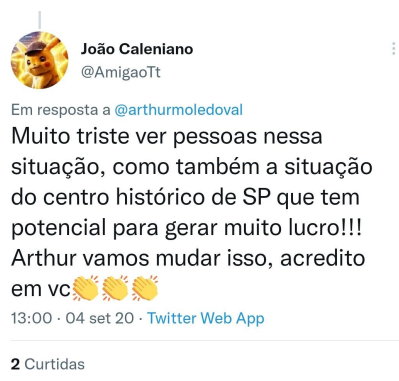 João Caleniano
@AmigaoTt
Em resposta a @arthurmoledoval
Muito triste ver pessoas nessa
situação, como também a situação
do centro histórico de SP que tem
potencial para gerar muito lucro!!!
Arthur vamos mudar isso, acredito
em vc👏👏👏
13:00 · 04 set 20 · Twitter Web App
2 Curtidas